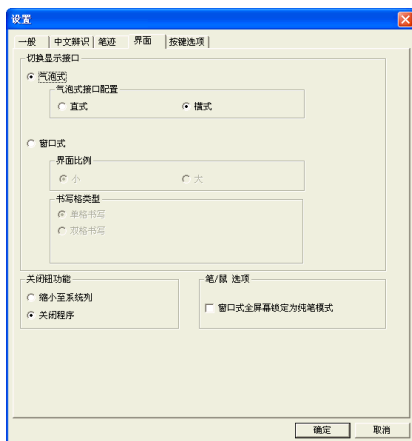 设置
一般 中文辨识 笔迹 界面 按键选项
切换显示接口
气泡式
气泡式接口配置
直式 横式
窗口式
界面比例
小 大
书写格类型
单格书写
双格书写
关闭钮功能
缩小至系统列
关闭程序
笔/鼠 选项
窗口式全屏幕锁定为纯笔模式
确定 取消